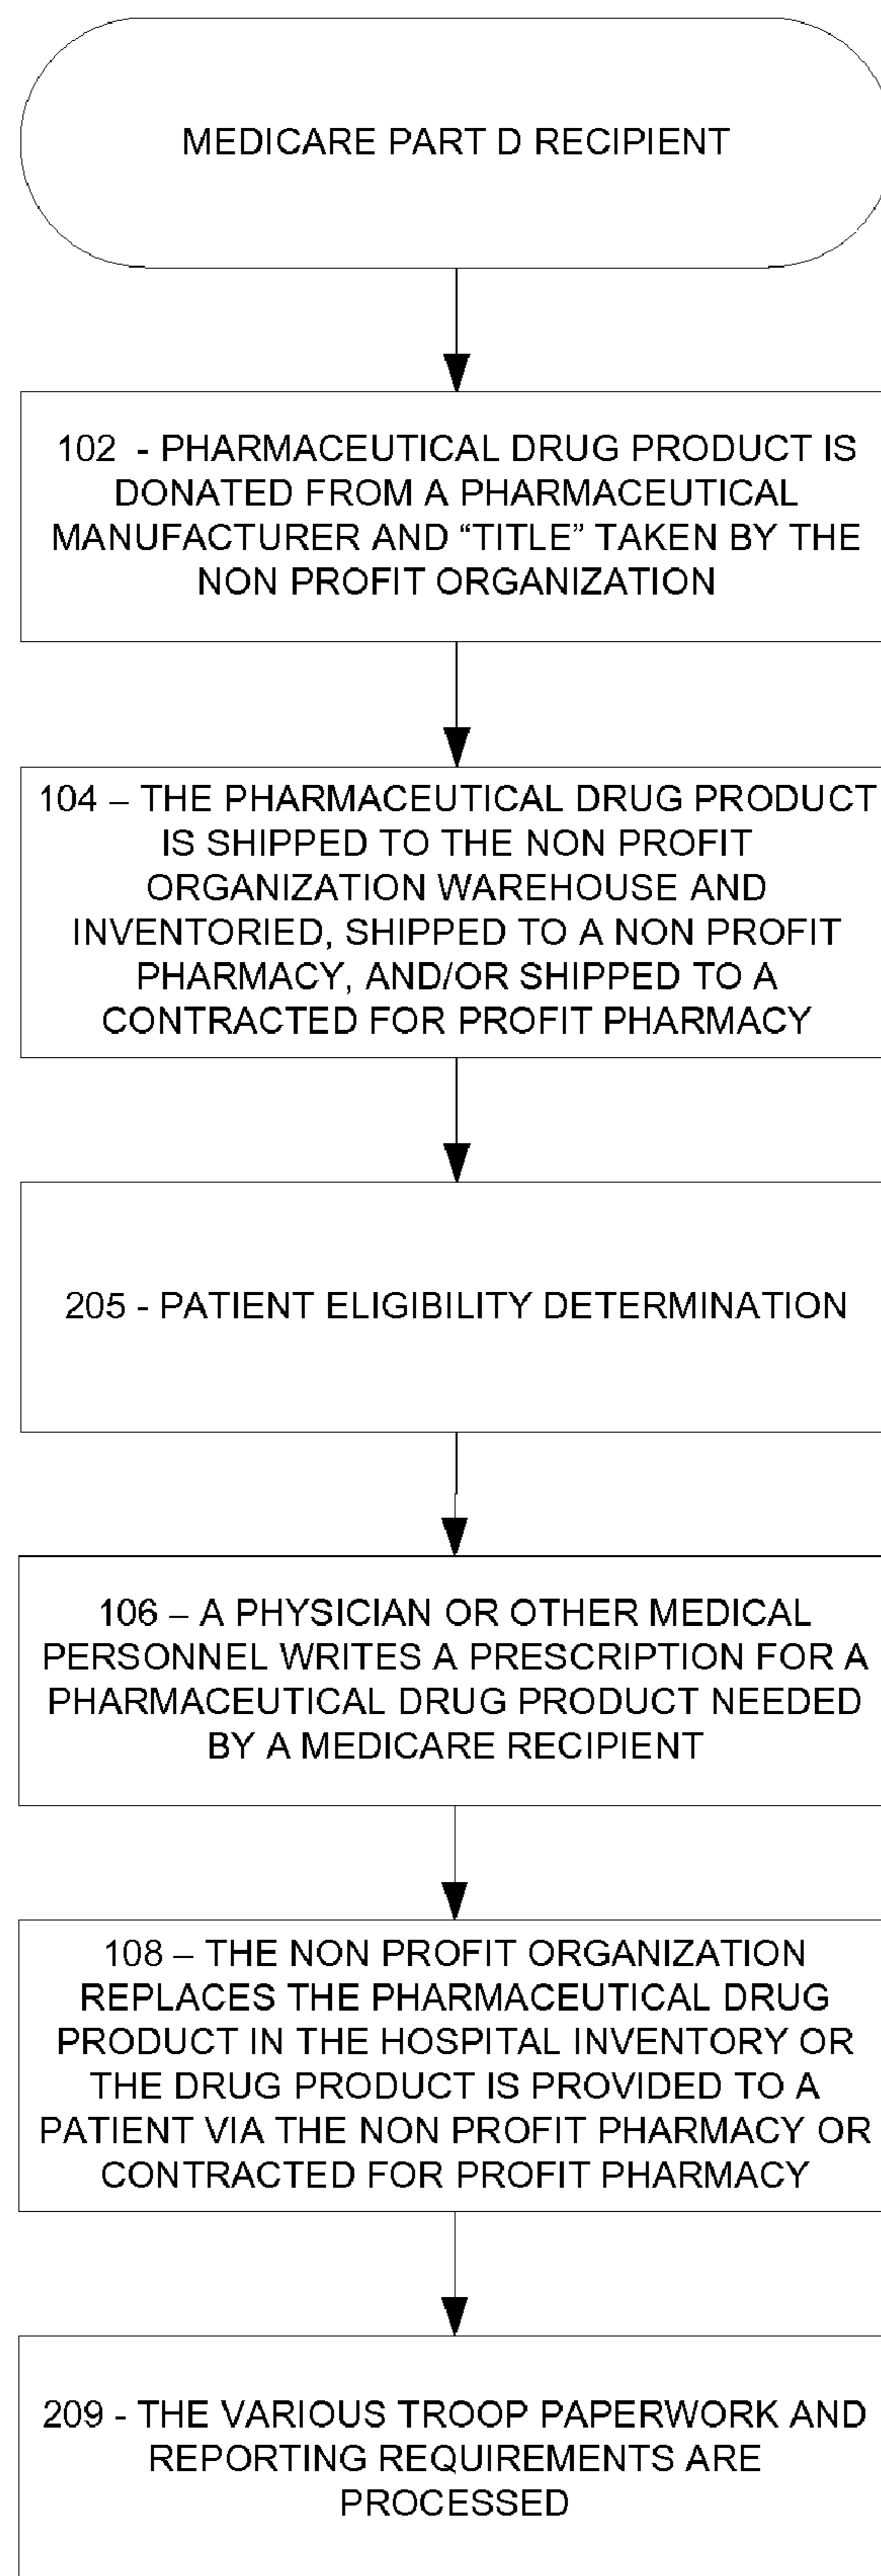 MEDICARE PART D RECIPIENT
102 - PHARMACEUTICAL DRUG PRODUCT IS
DONATED FROM A PHARMACEUTICAL
MANUFACTURER AND “TITLE” TAKEN BY THE
NON PROFIT ORGANIZATION
104 – THE PHARMACEUTICAL DRUG PRODUCT
IS SHIPPED TO THE NON PROFIT
ORGANIZATION WAREHOUSE AND
INVENTORIED, SHIPPED TO A NON PROFIT
PHARMACY, AND/OR SHIPPED TO A
CONTRACTED FOR PROFIT PHARMACY
205 - PATIENT ELIGIBILITY DETERMINATION
106 – A PHYSICIAN OR OTHER MEDICAL
PERSONNEL WRITES A PRESCRIPTION FOR A
PHARMACEUTICAL DRUG PRODUCT NEEDED
BY A MEDICARE RECIPIENT
108 – THE NON PROFIT ORGANIZATION
REPLACES THE PHARMACEUTICAL DRUG
PRODUCT IN THE HOSPITAL INVENTORY OR
THE DRUG PRODUCT IS PROVIDED TO A
PATIENT VIA THE NON PROFIT PHARMACY OR
CONTRACTED FOR PROFIT PHARMACY
209 - THE VARIOUS TROOP PAPERWORK AND
REPORTING REQUIREMENTS ARE
PROCESSED